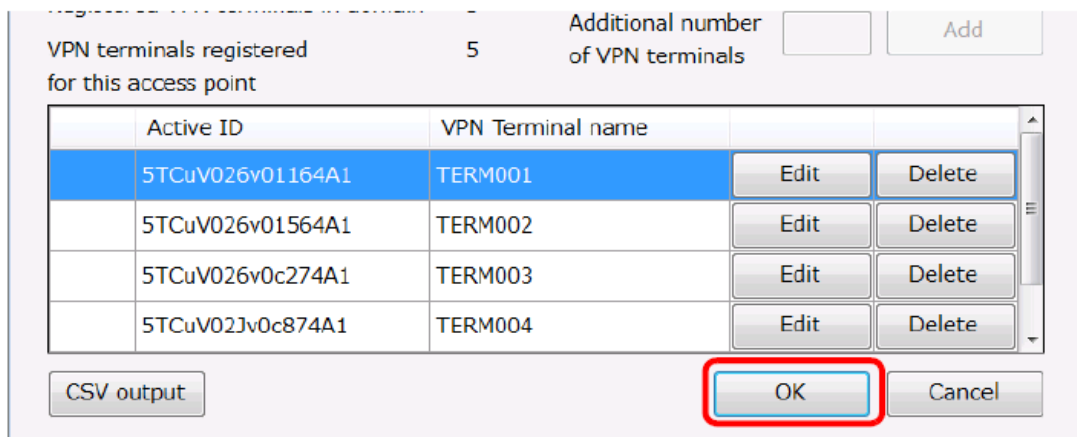 Additional number
of VPN terminals
Add
VPN terminals registered
for this access point
5
Active ID VPN Terminal name
5TCuV026v01164A1 TERM001 Edit Delete
5TCuV026v01564A1 TERM002 Edit Delete
5TCuV026v0c274A1 TERM003 Edit Delete
5TCuV02Jv0c874A1 TERM004 Edit Delete
CSV output OK Cancel